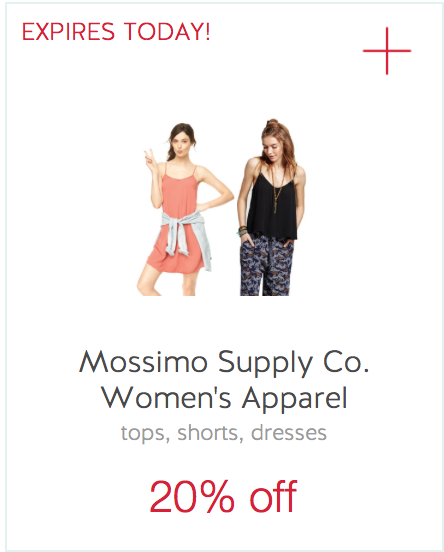 EXPIRES TODAY!
Mossimo Supply Co.
Women's Apparel
tops, shorts, dresses
20% off